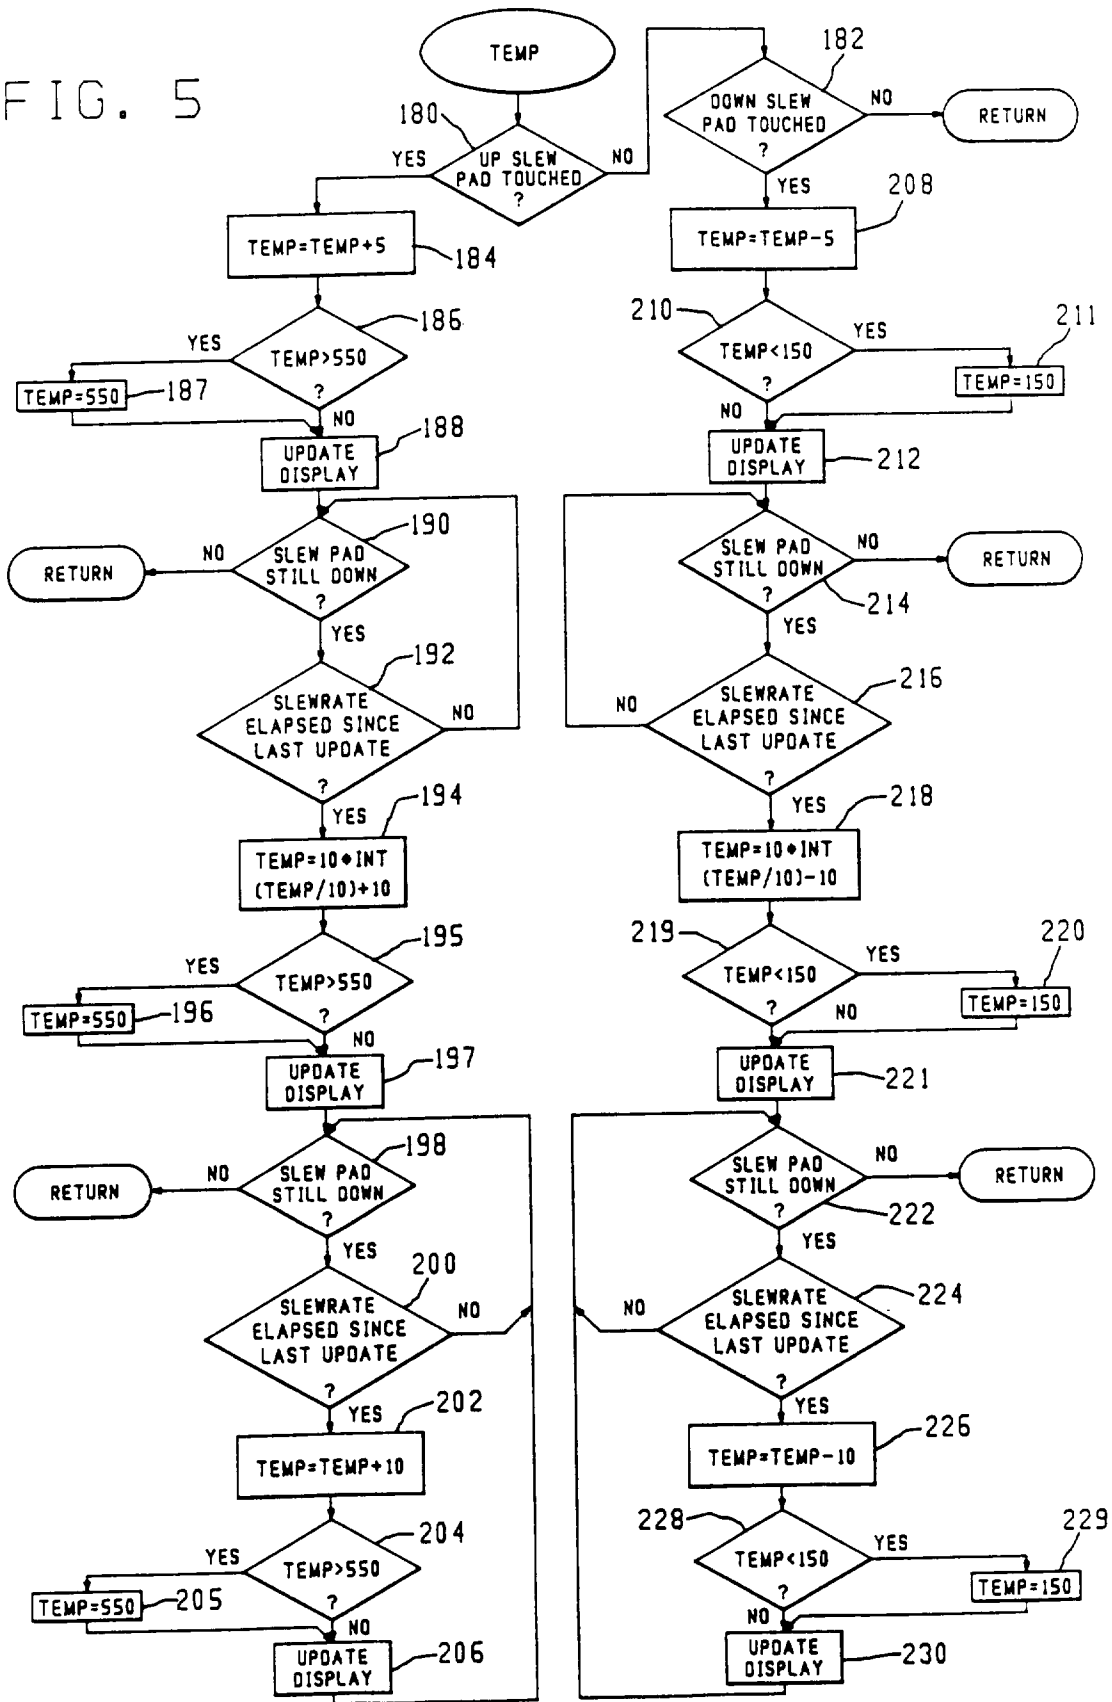 FIG. 5
TEMP
180
UP SLEW
PAD TOUCHED
?
YES
NO
182
DOWN SLEW
PAD TOUCHED
?
NO
RETURN
YES
TEMP=TEMP+5
184
186
TEMP>550
?
YES
TEMP=550
187
NO
188
UPDATE
DISPLAY
190
SLEW PAD
STILL DOWN
?
NO
RETURN
YES
192
SLEWRATE
ELAPSED SINCE
LAST UPDATE
?
NO
YES
194
TEMP=10*INT
(TEMP/10)+10
195
TEMP>550
?
YES
TEMP=550
196
NO
197
UPDATE
DISPLAY
198
SLEW PAD
STILL DOWN
?
NO
RETURN
YES
200
SLEWRATE
ELAPSED SINCE
LAST UPDATE
?
NO
YES
202
TEMP=TEMP+10
204
TEMP>550
?
YES
TEMP=550
205
NO
UPDATE
DISPLAY
206
208
TEMP=TEMP-5
210
TEMP<150
?
YES
211
TEMP=150
NO
UPDATE
DISPLAY
212
SLEW PAD
STILL DOWN
?
NO
RETURN
214
YES
216
SLEWRATE
ELAPSED SINCE
LAST UPDATE
?
NO
YES
218
TEMP=10*INT
(TEMP/10)-10
219
TEMP<150
?
YES
220
TEMP=150
NO
UPDATE
DISPLAY
221
SLEW PAD
STILL DOWN
?
NO
RETURN
222
YES
224
SLEWRATE
ELAPSED SINCE
LAST UPDATE
?
NO
YES
226
TEMP=TEMP-10
228
TEMP<150
?
YES
229
TEMP=150
NO
UPDATE
DISPLAY
230